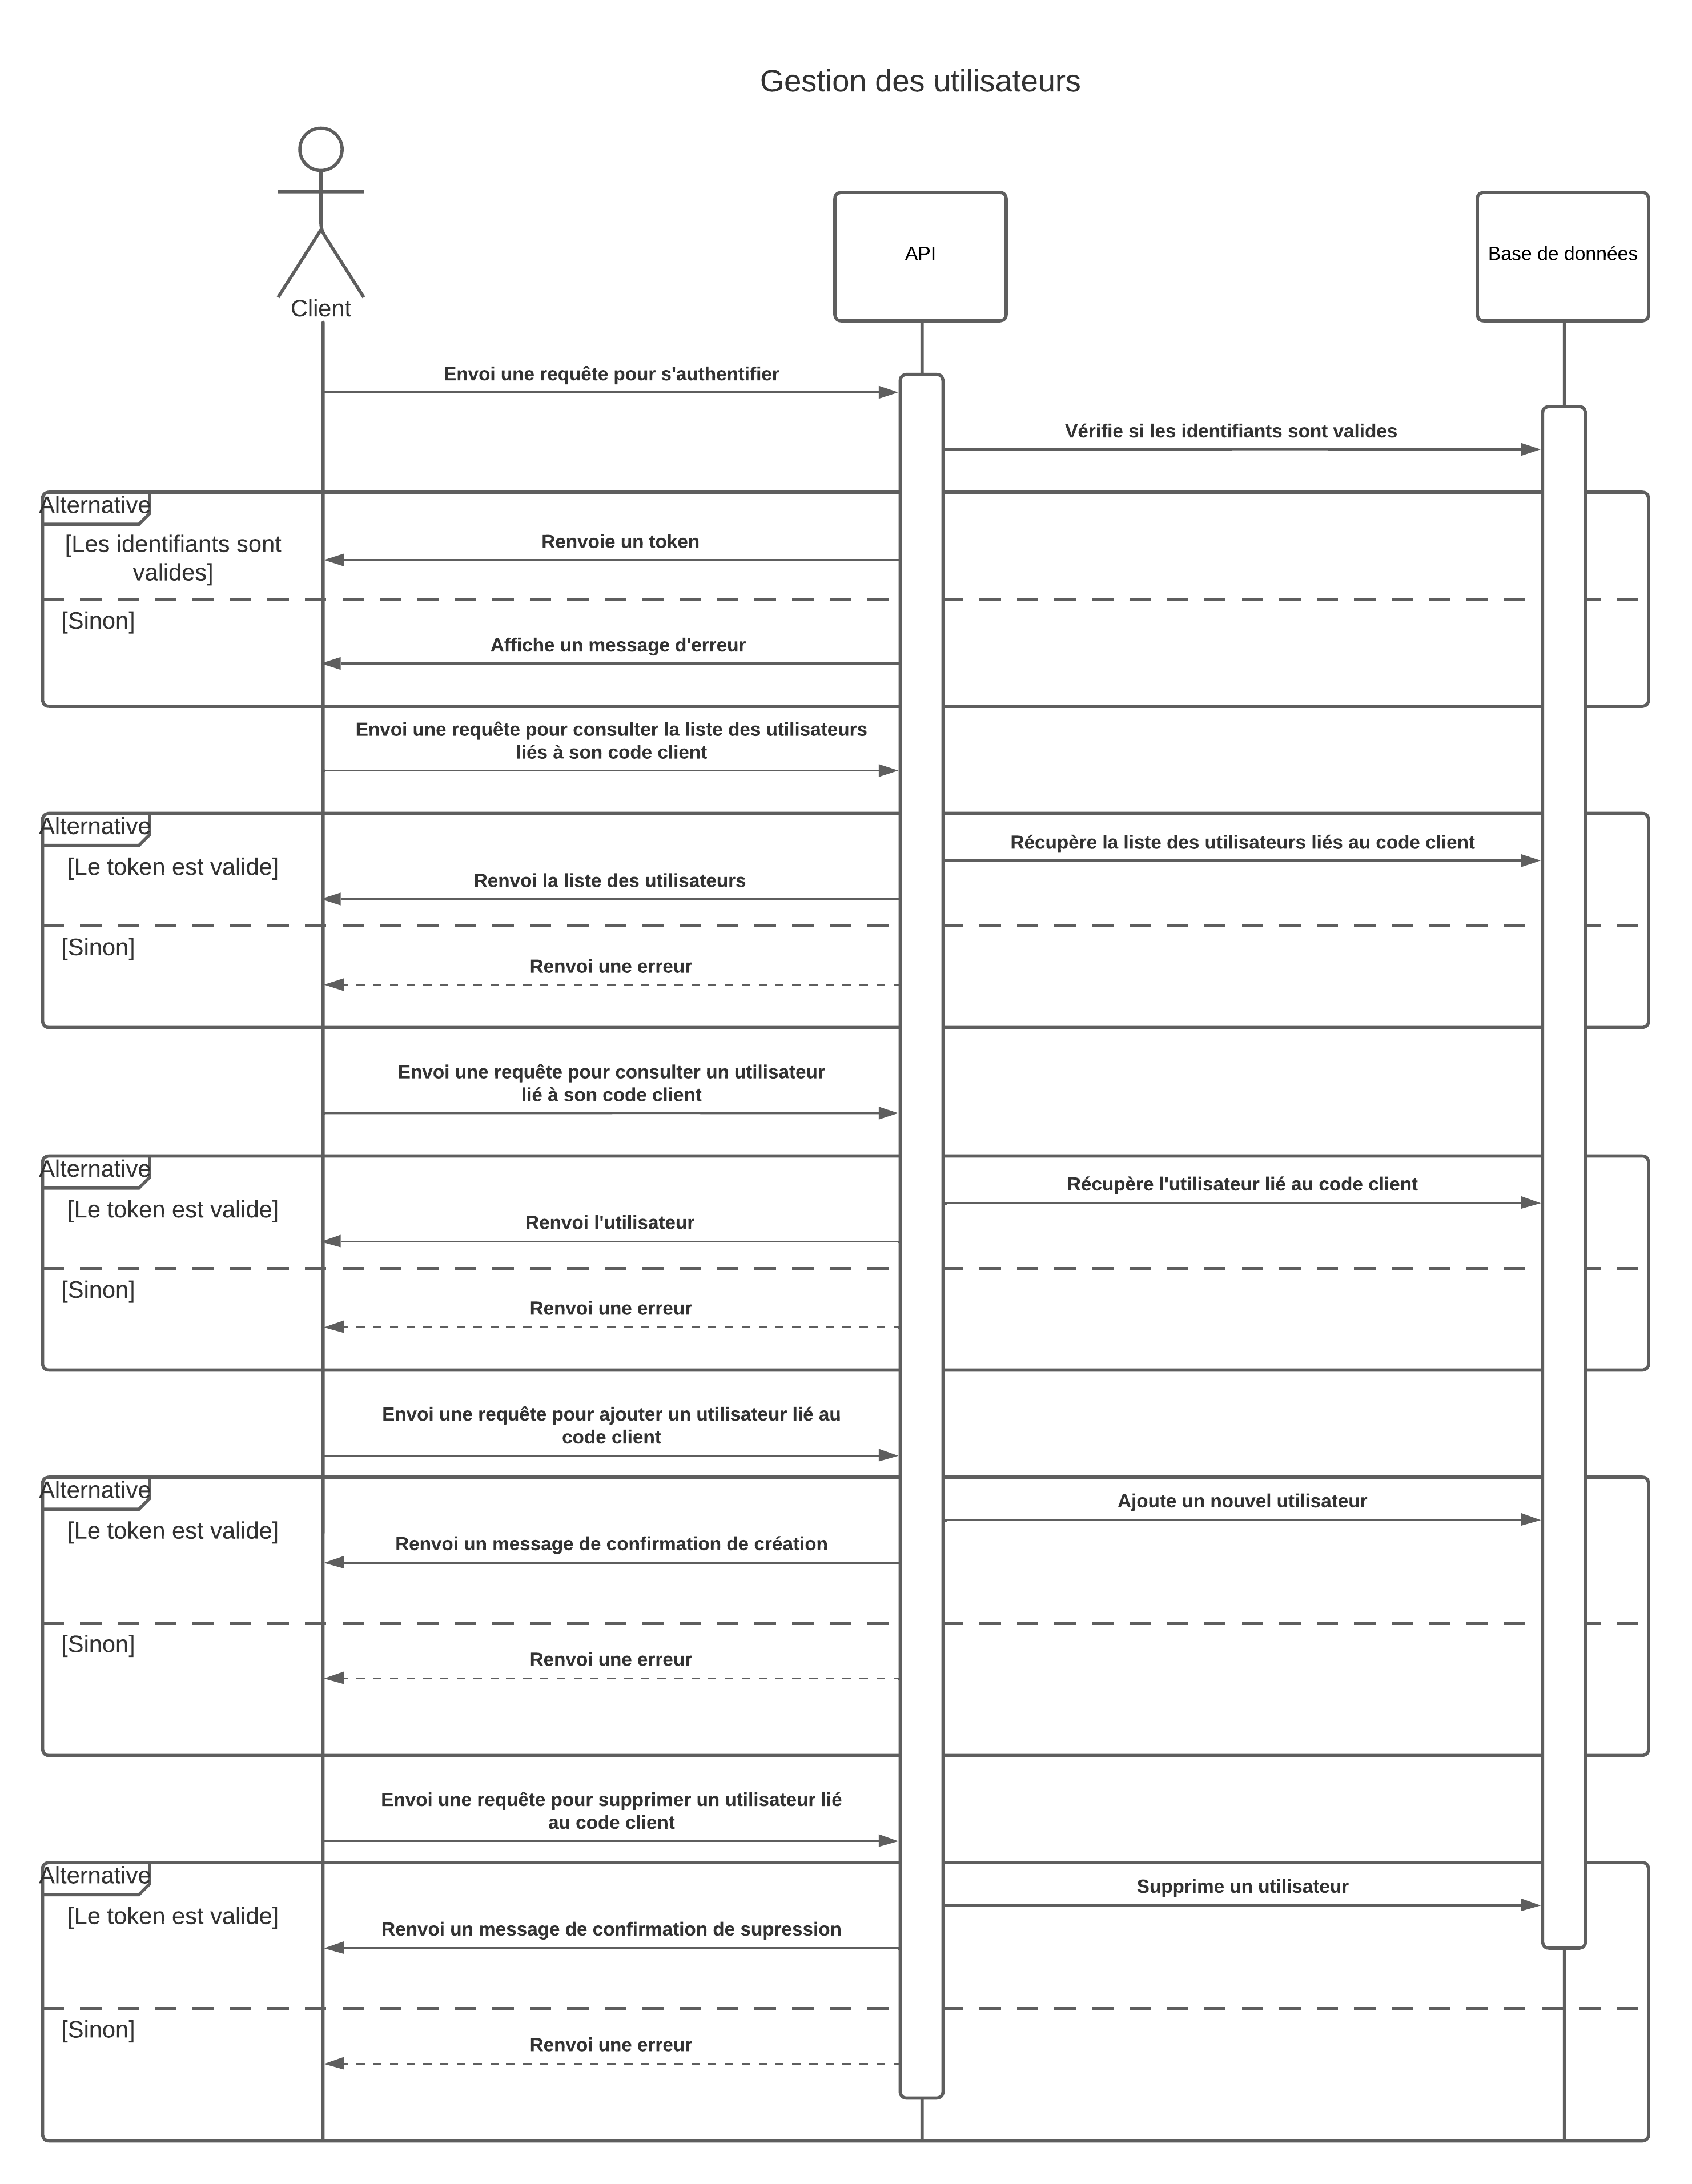 Gestion des utilisateurs
Client
API
Base de données
Envoi une requête pour s'authentifier
Vérifie si les identifiants sont valides
Alternative
[Les identifiants sont
valides]
Renvoie un token
[Sinon]
Affiche un message d'erreur
Envoi une requête pour consulter la liste des utilisateurs
liés à son code client
Alternative
Récupère la liste des utilisateurs liés au code client
[Le token est valide]
Renvoi la liste des utilisateurs
[Sinon]
Renvoi une erreur
Envoi une requête pour consulter un utilisateur
lié à son code client
Alternative
Récupère l'utilisateur lié au code client
[Le token est valide]
Renvoi l'utilisateur
[Sinon]
Renvoi une erreur
Envoi une requête pour ajouter un utilisateur lié au
code client
Alternative
Ajoute un nouvel utilisateur
[Le token est valide]
Renvoi un message de confirmation de création
[Sinon]
Renvoi une erreur
Envoi une requête pour supprimer un utilisateur lié
au code client
Alternative
Supprime un utilisateur
[Le token est valide]
Renvoi un message de confirmation de supression
[Sinon]
Renvoi une erreur